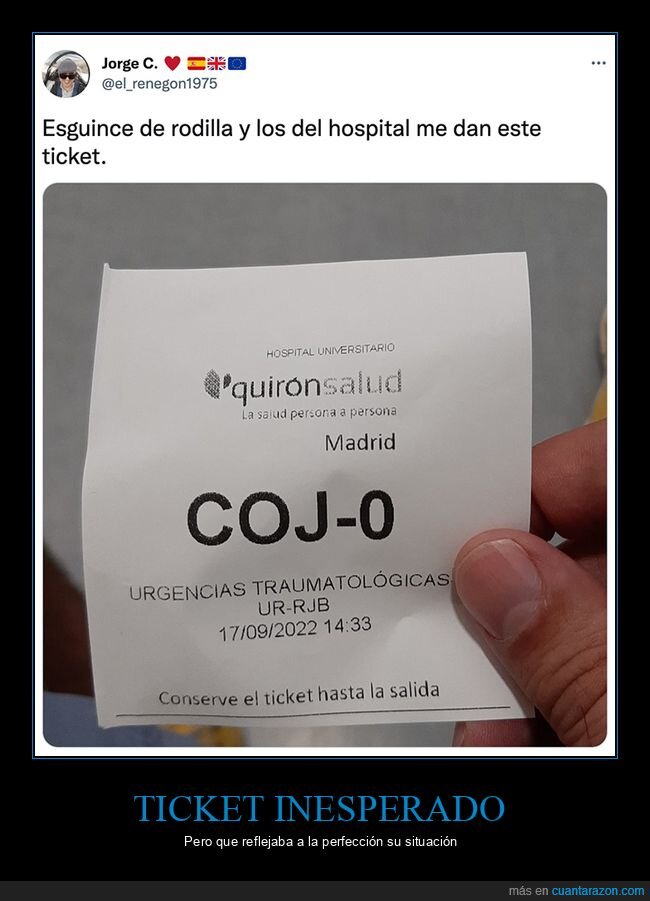 Jorge C.
@el_renegon1975
Esguince de rodilla y los del hospital me dan este
ticket.
HOSPITAL UNIVERSITARIO
quirónsalud
La salud persona a persona
Madrid
COJ-0
URGENCIAS TRAUMATOLÓGICAS
UR-RJB
17/09/2022 14:33
Conserve el ticket hasta la salida
TICKET INESPERADO
Pero que reflejaba a la perfección su situación
más en cuantarazon.com